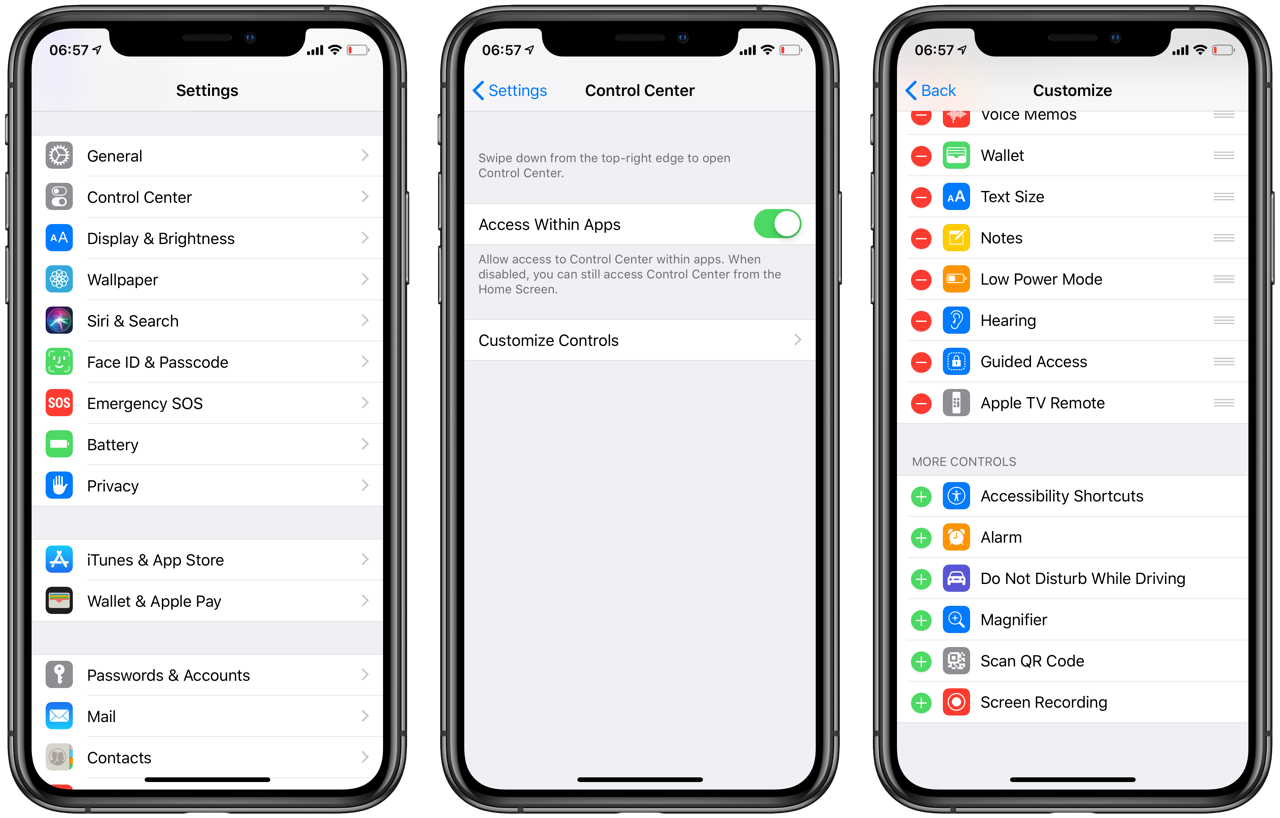 06:57
Settings
General
Control Center
Display & Brightness
Wallpaper
Siri & Search
Face ID & Passcode
SOS
Emergency SOS
Battery
Privacy
iTunes & App Store
Wallet & Apple Pay
Passwords & Accounts
Mail
Contacts
06:57
Settings
Control Center
Swipe down from the top-right edge to open
Control Center.
Access Within Apps
Allow access to Control Center within apps. When
disabled, you can still access Control Center from the
Home Screen.
Customize Controls
06:57
Back
Customize
Voice Memos
Wallet
AA Text Size
Notes
Low Power Mode
Hearing
Guided Access
Apple TV Remote
MORE CONTROLS
Accessibility Shortcuts
Alarm
Do Not Disturb While Driving
Magnifier
Scan QR Code
Screen Recording